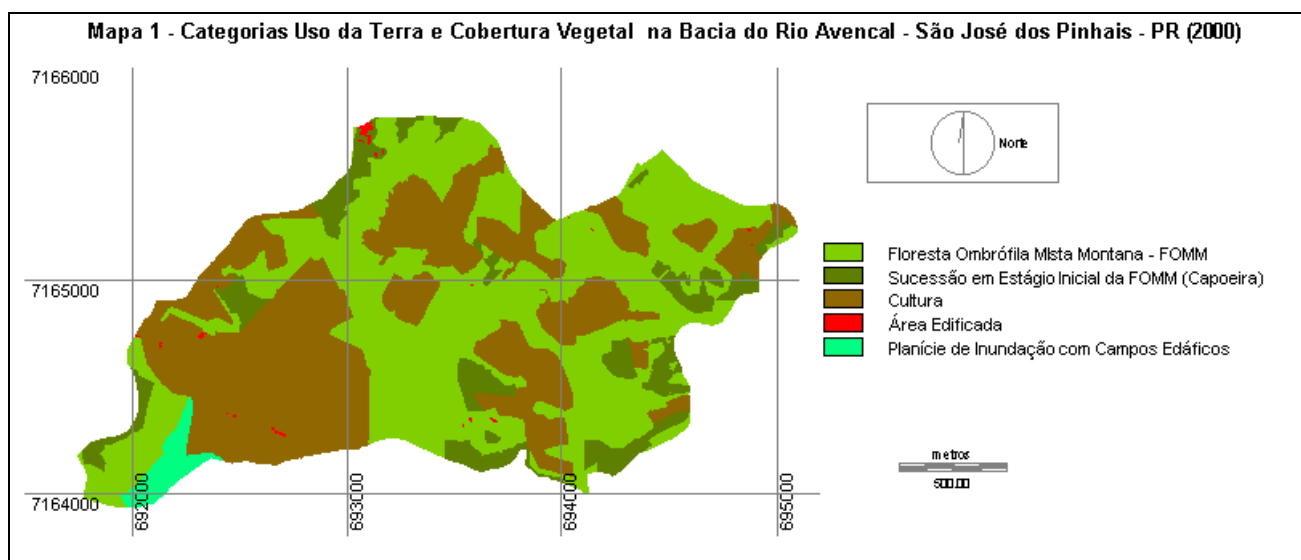 Mapa 1 - Categorias Uso da Terra e Cobertura Vegetal na Bacia do Rio Avencal - São José dos Pinhais - PR (2000)
7166000
Norte
Floresta Ombrófila MIsta Montana - FOMM
7165000
Sucessão em Estágio Inicial da FOMM (Capoeira)
Cultura
Área Edificada
Planície de Inundação com Campos Edáficos
metros
500.00
7164000
692000
693000
694000
695000